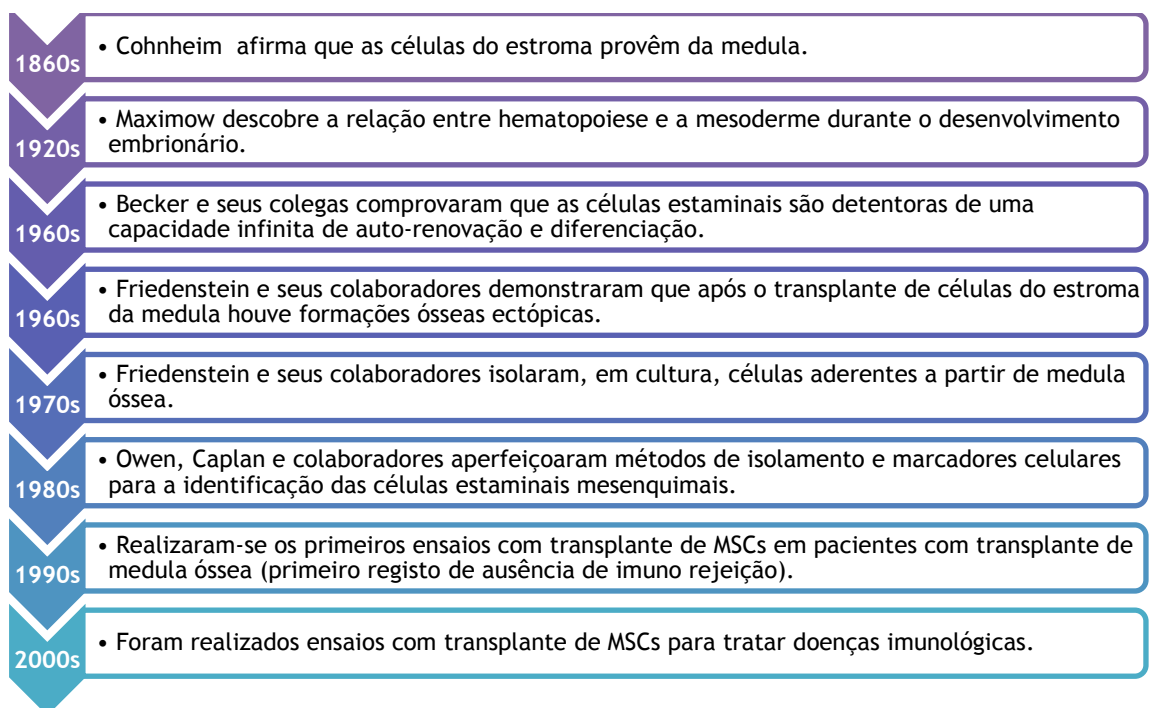 1860s
• Cohnheim afirma que as células do estroma provêm da medula.
1920s
• Maximow descobre a relação entre hematopoiese e a mesoderme durante o desenvolvimento
embrionário.
1960s
• Becker e seus colegas comprovaram que as células estaminais são detentoras de uma
capacidade infinita de auto-renovação e diferenciação.
1960s
• Friedenstein e seus colaboradores demonstraram que após o transplante de células do estroma
da medula houve formações ósseas ectópicas.
1970s
• Friedenstein e seus colaboradores isolaram, em cultura, células aderentes a partir de medula
óssea.
1980s
• Owen, Caplan e colaboradores aperfeiçoaram métodos de isolamento e marcadores celulares
para a identificação das células estaminais mesenquimais.
1990s
• Realizaram-se os primeiros ensaios com transplante de MSCs em pacientes com transplante de
medula óssea (primeiro registo de ausência de imuno rejeição).
2000s
• Foram realizados ensaios com transplante de MSCs para tratar doenças imunológicas.